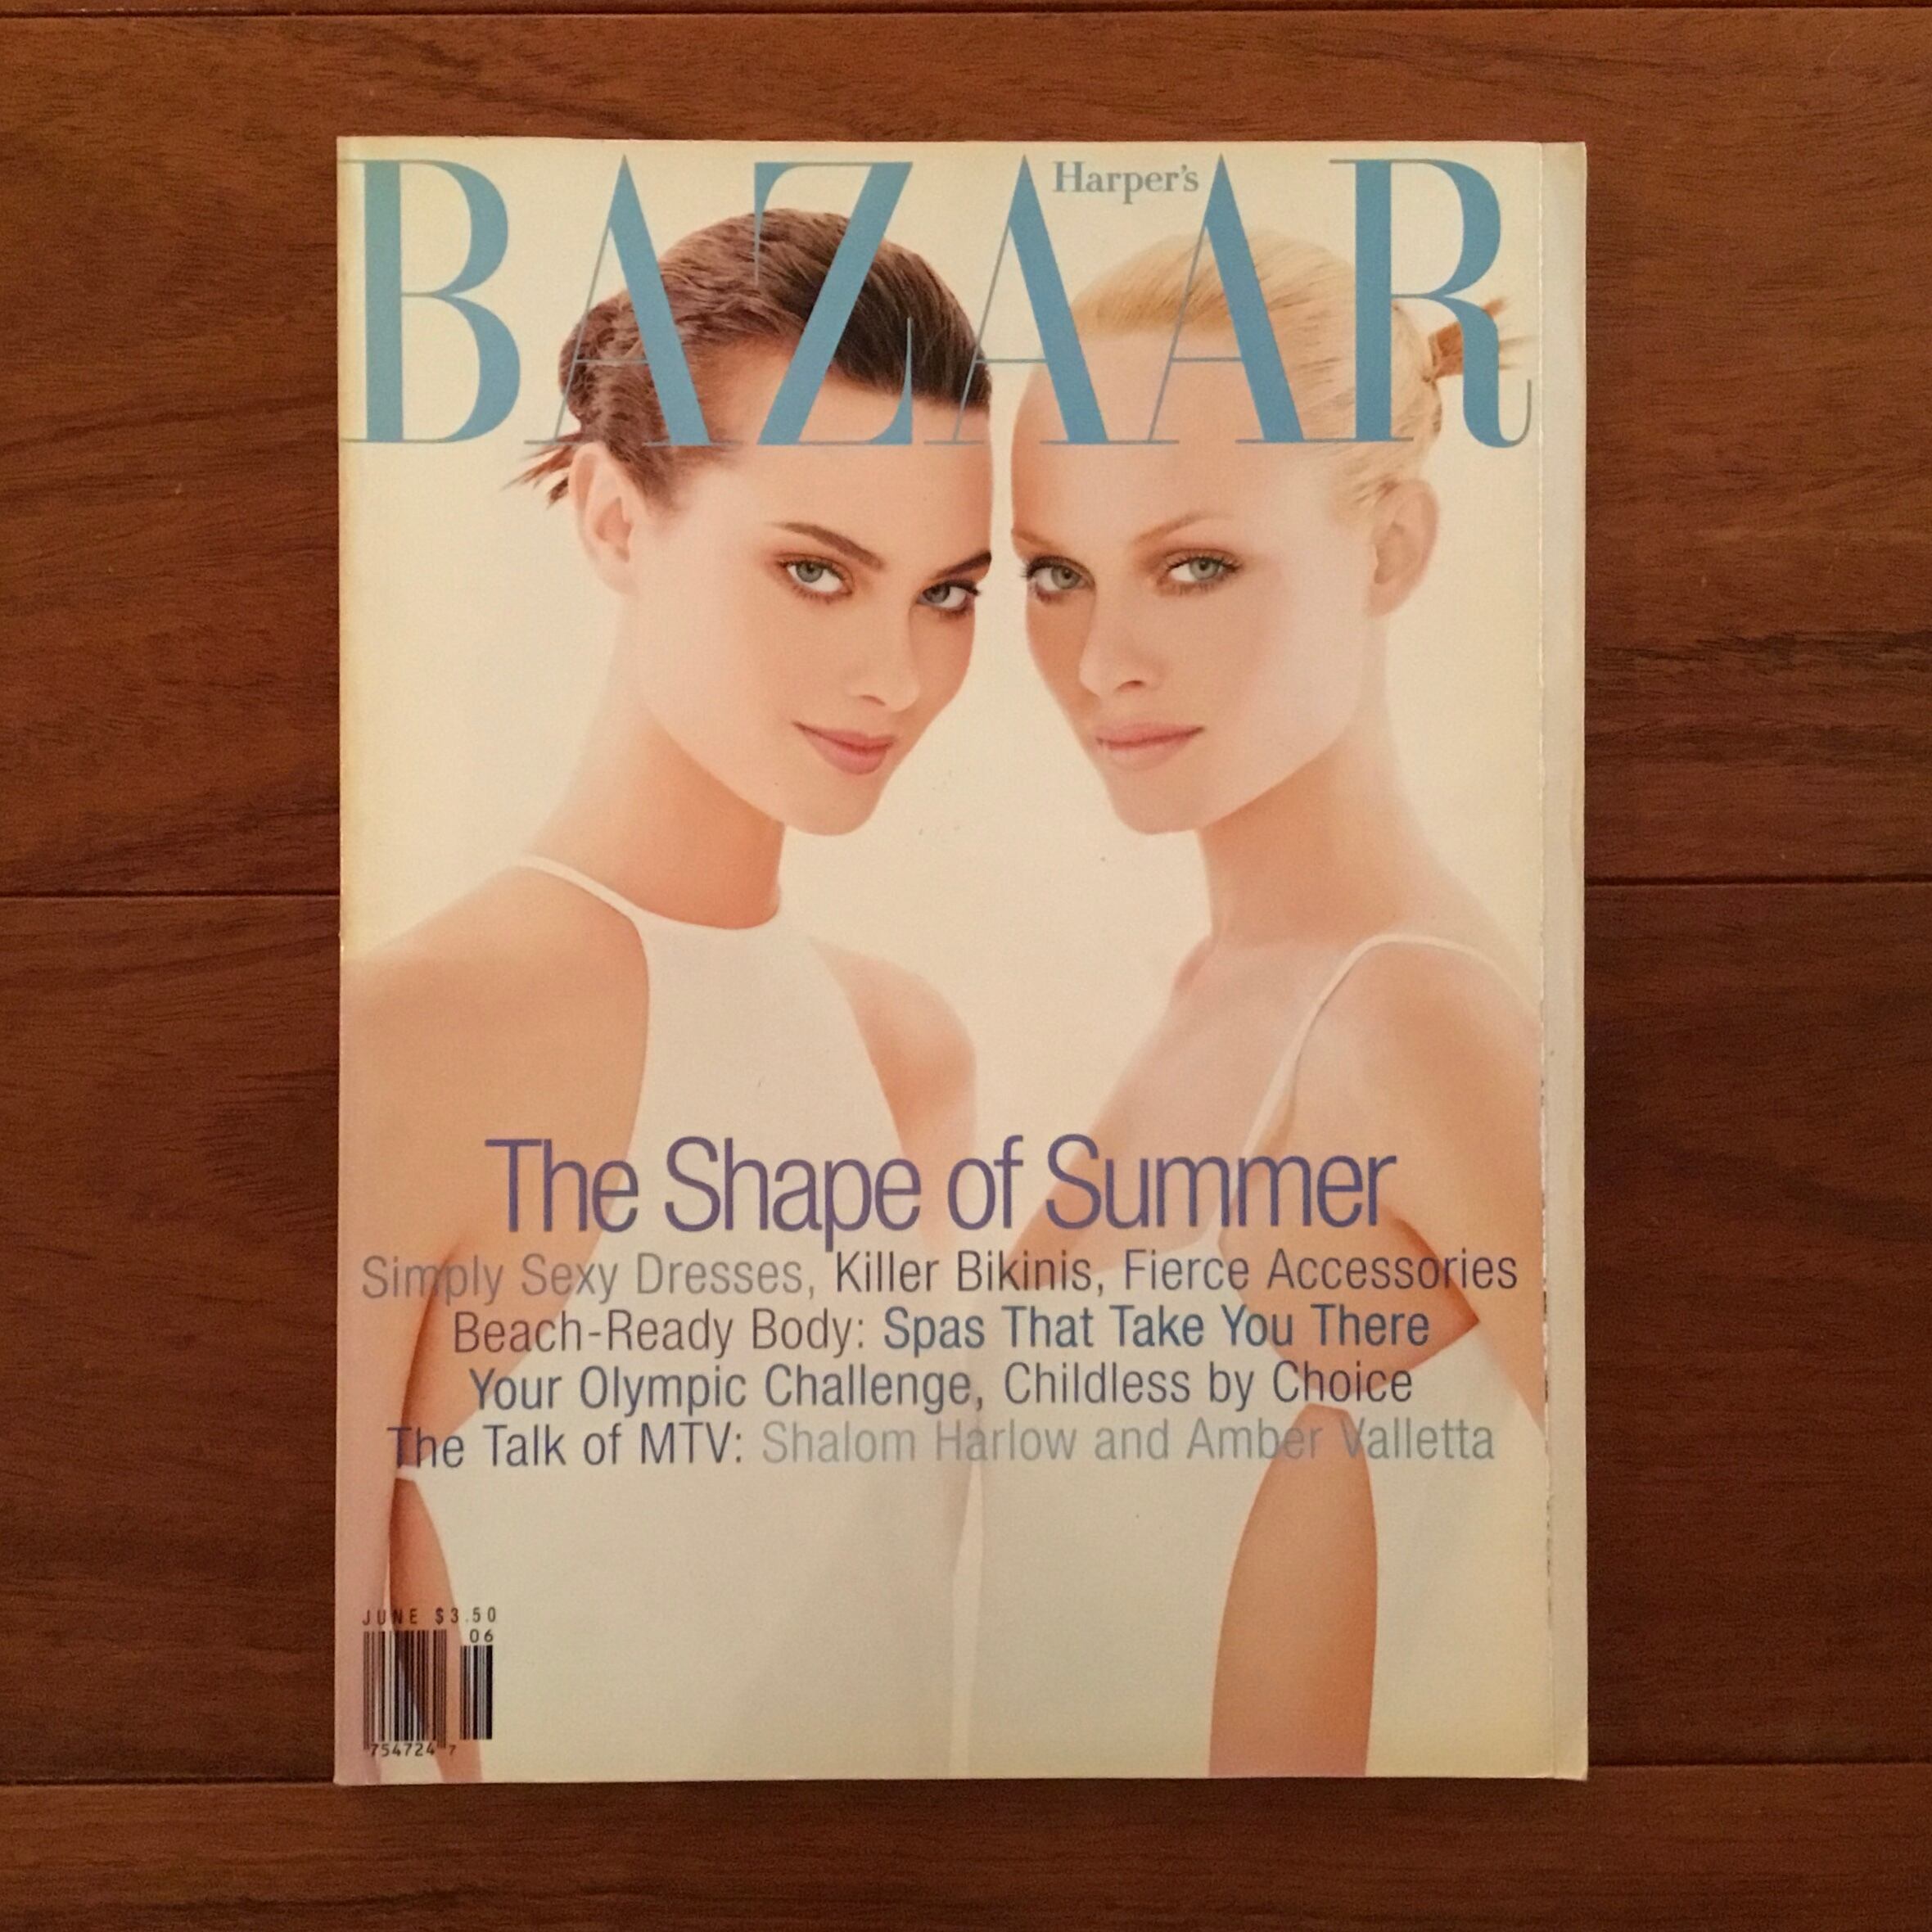 Harper's
BAZAAR
The Shape of Summer
Simply Sexy Dresses, Killer Bikinis, Fierce Accessories
Beach-Ready Body: Spas That Take You There
Your Olympic Challenge, Childless by Choice
The Talk of MTV: Shalom Harlow and Amber Valletta
JUNE $3.50
06
754724 7